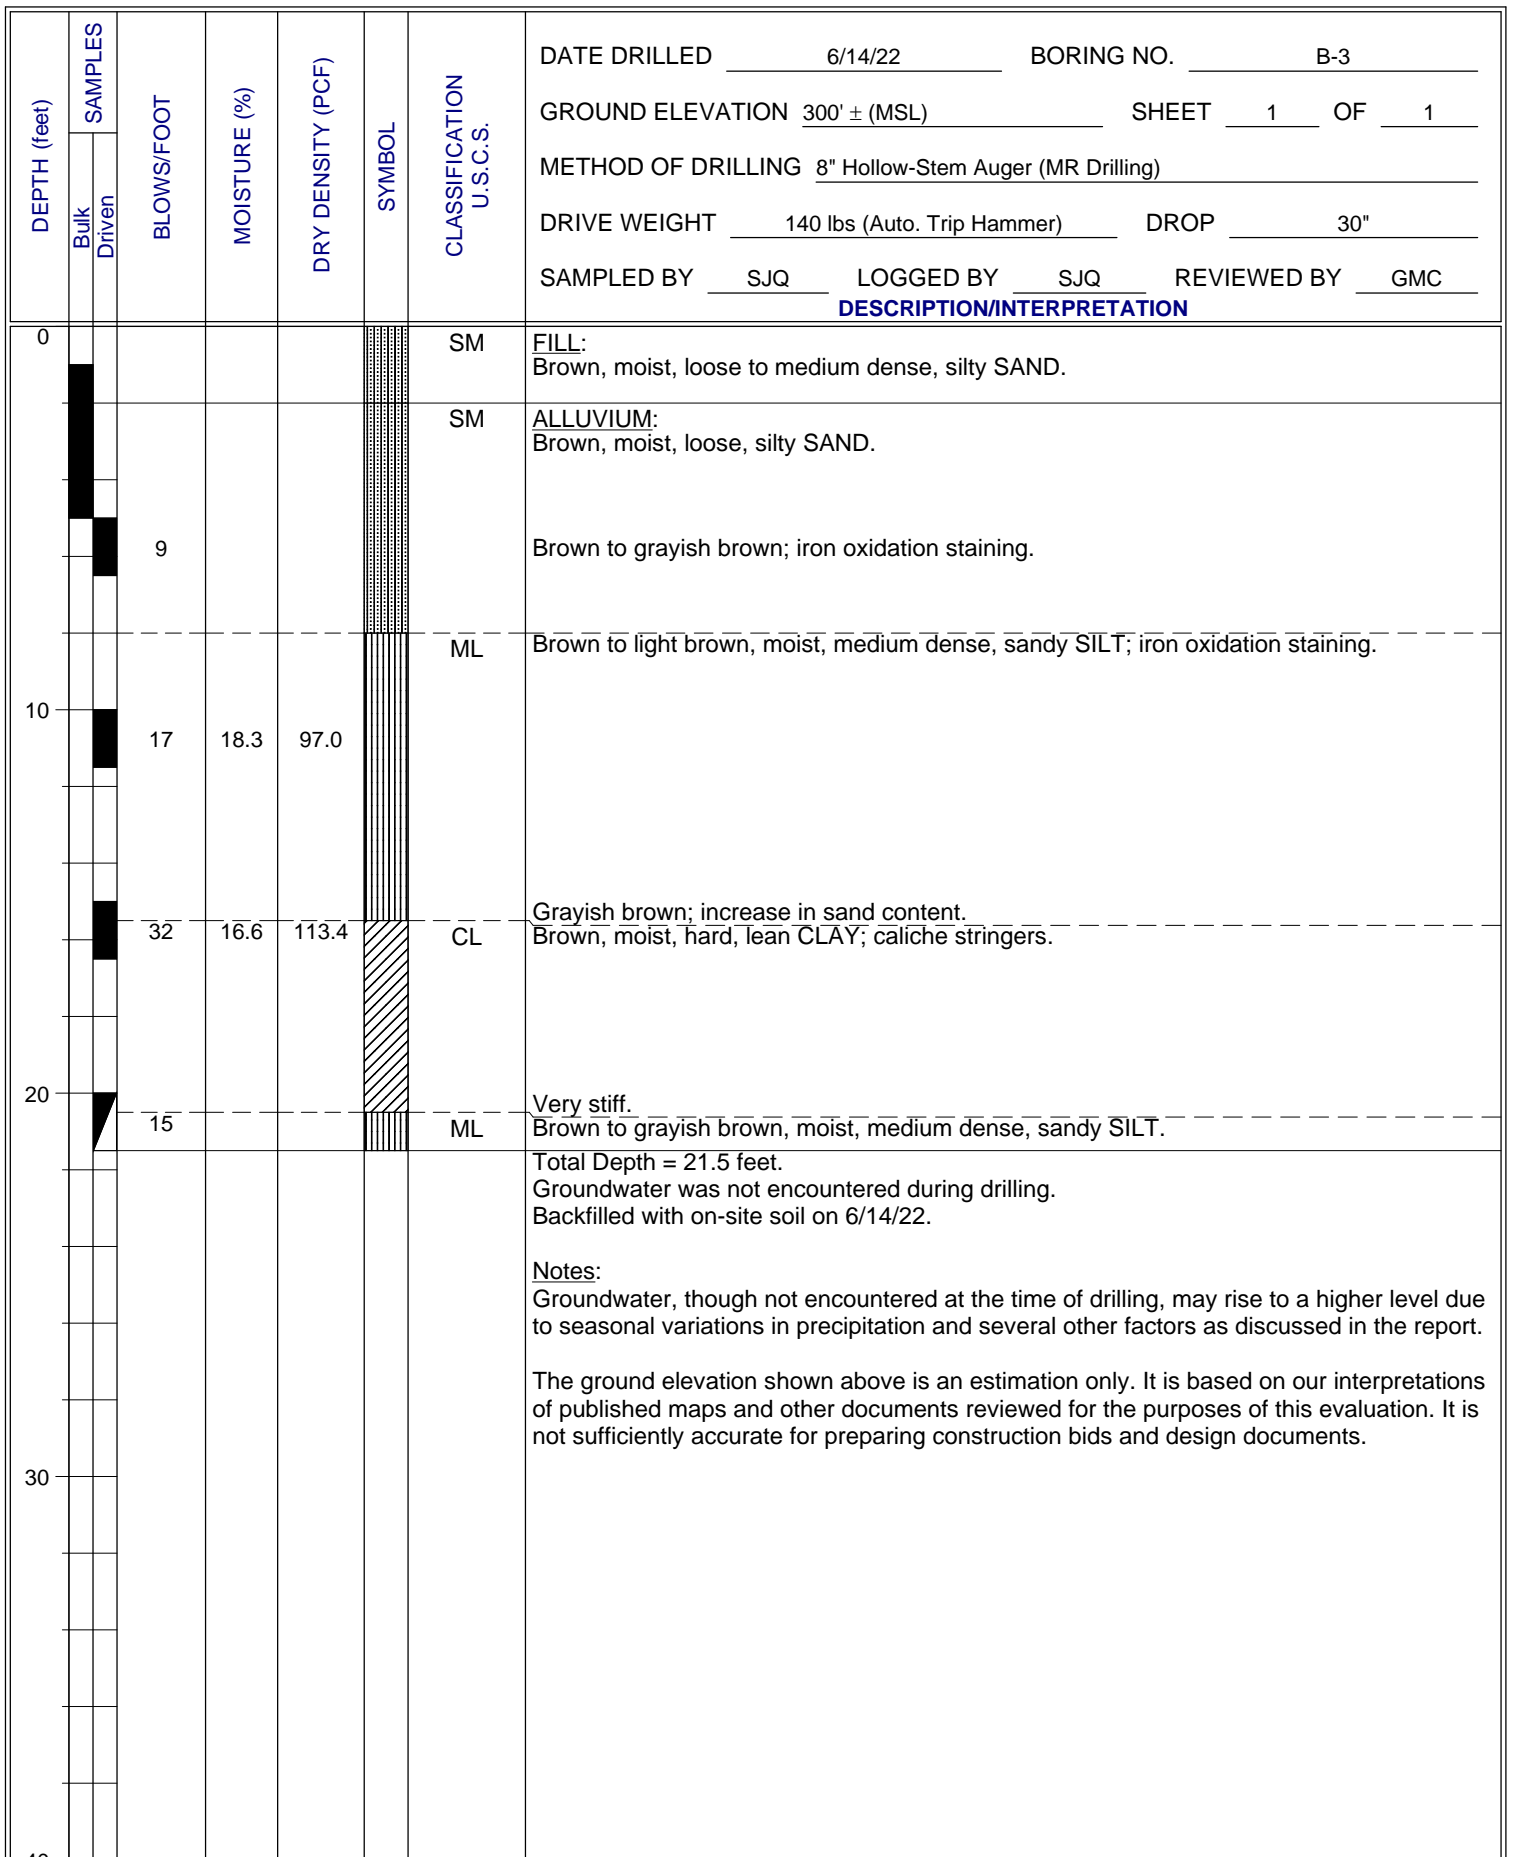 DEPTH (feet)
SAMPLES
Bulk
Driven
BLOWS/FOOT
MOISTURE (%)
DRY DENSITY (PCF)
SYMBOL
CLASSIFICATION
U.S.C.S.
DATE DRILLED 6/14/22 BORING NO. B-3
GROUND ELEVATION 300' ± (MSL) SHEET 1 OF 1
METHOD OF DRILLING 8" Hollow-Stem Auger (MR Drilling)
DRIVE WEIGHT 140 lbs (Auto. Trip Hammer) DROP 30"
SAMPLED BY SJQ LOGGED BY SJQ REVIEWED BY GMC
DESCRIPTION/INTERPRETATION
0 SM FILL:
Brown, moist, loose to medium dense, silty SAND.
SM ALLUVIUM:
Brown, moist, loose, silty SAND.
9 Brown to grayish brown; iron oxidation staining.
ML Brown to light brown, moist, medium dense, sandy SILT; iron oxidation staining.
10
17 18.3 97.0
Grayish brown; increase in sand content.
32 16.6 113.4 CL Brown, moist, hard, lean CLAY; caliche stringers.
20 Very stiff.
15 ML Brown to grayish brown, moist, medium dense, sandy SILT.
Total Depth = 21.5 feet.
Groundwater was not encountered during drilling.
Backfilled with on-site soil on 6/14/22.
Notes:
Groundwater, though not encountered at the time of drilling, may rise to a higher level due
to seasonal variations in precipitation and several other factors as discussed in the report.
The ground elevation shown above is an estimation only. It is based on our interpretations
of published maps and other documents reviewed for the purposes of this evaluation. It is
not sufficiently accurate for preparing construction bids and design documents.
30